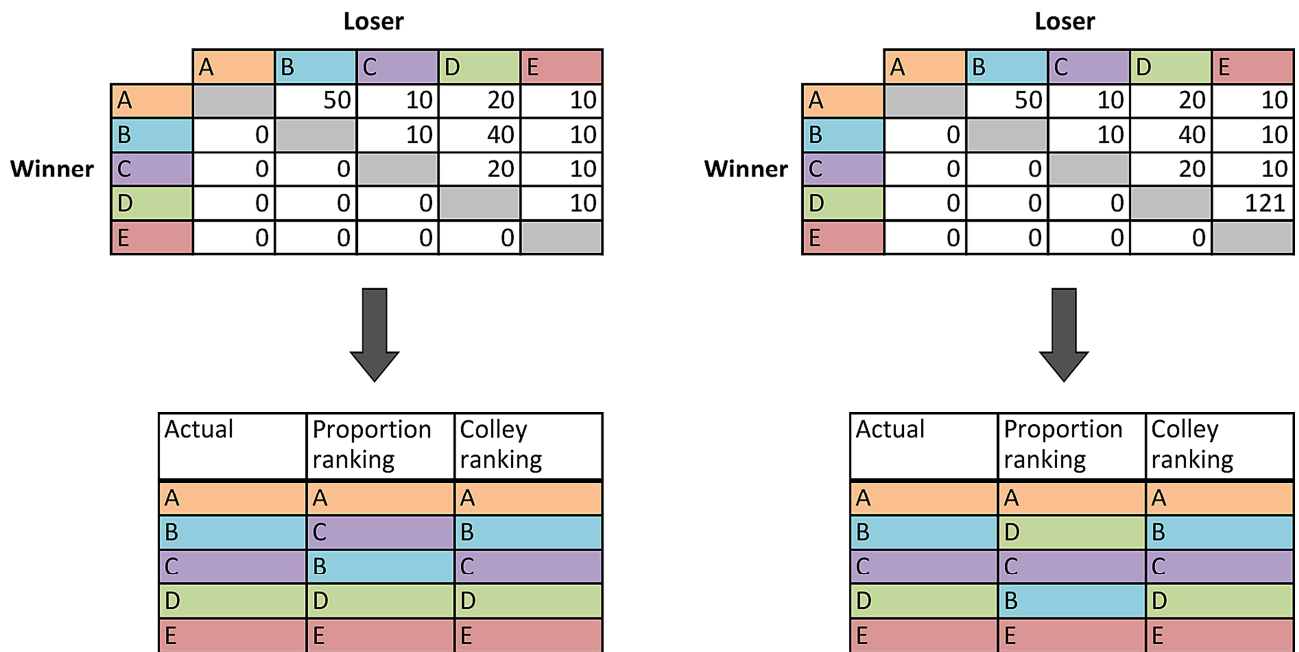 Loser
A B C D E
A 50 10 20 10
B 0 10 40 10
Winner C 0 0 20 10
D 0 0 0 10
E 0 0 0 0
Actual Proportion ranking Colley ranking
A A A
B C B
C B C
D D D
E E E
Loser
A B C D E
A 50 10 20 10
B 0 10 40 10
Winner C 0 0 20 10
D 0 0 0 121
E 0 0 0 0
Actual Proportion ranking Colley ranking
A A A
B D B
C C C
D B D
E E E